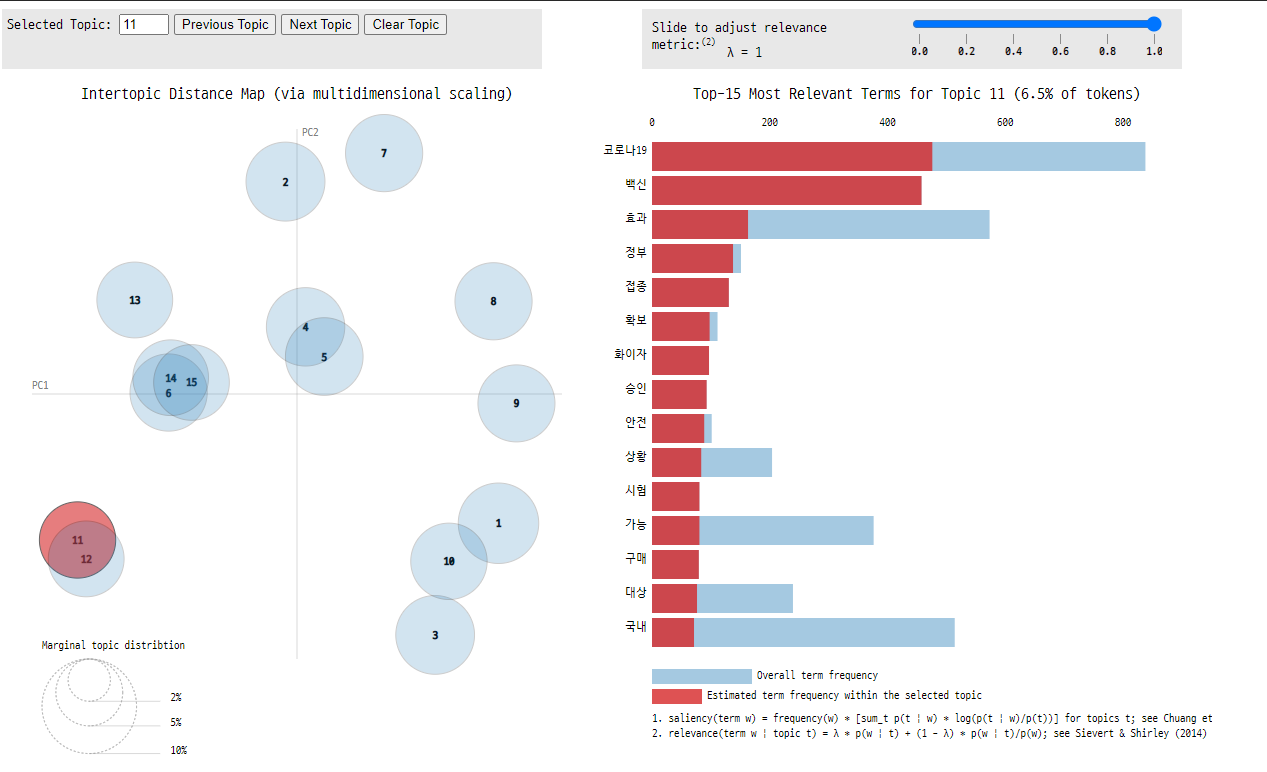 Selected Topic: 11 Previous Topic Next Topic Clear Topic
Slide to adjust relevance
metric:(2) λ = 1
0.0 0.2 0.4 0.6 0.8 1.0
Intertopic Distance Map (via multidimensional scaling)
PC2
7
2
13
8
4
5
14
15
6
PC1
9
11
12
1
10
3
Marginal topic distribtion
2%
5%
10%
Top-15 Most Relevant Terms for Topic 11 (6.5% of tokens)
0 200 400 600 800
코로나19
백신
효과
정부
접종
확보
화이자
승인
안전
상황
시험
가능
구매
대상
국내
Overall term frequency
Estimated term frequency within the selected topic
1. saliency(term w) = frequency(w) * [sum_t p(t ¦ w) * log(p(t ¦ w)/p(t))] for topics t; see Chuang et
2. relevance(term w ¦ topic t) = λ * p(w ¦ t) + (1 - λ) * p(w ¦ t)/p(w); see Sievert & Shirley (2014)